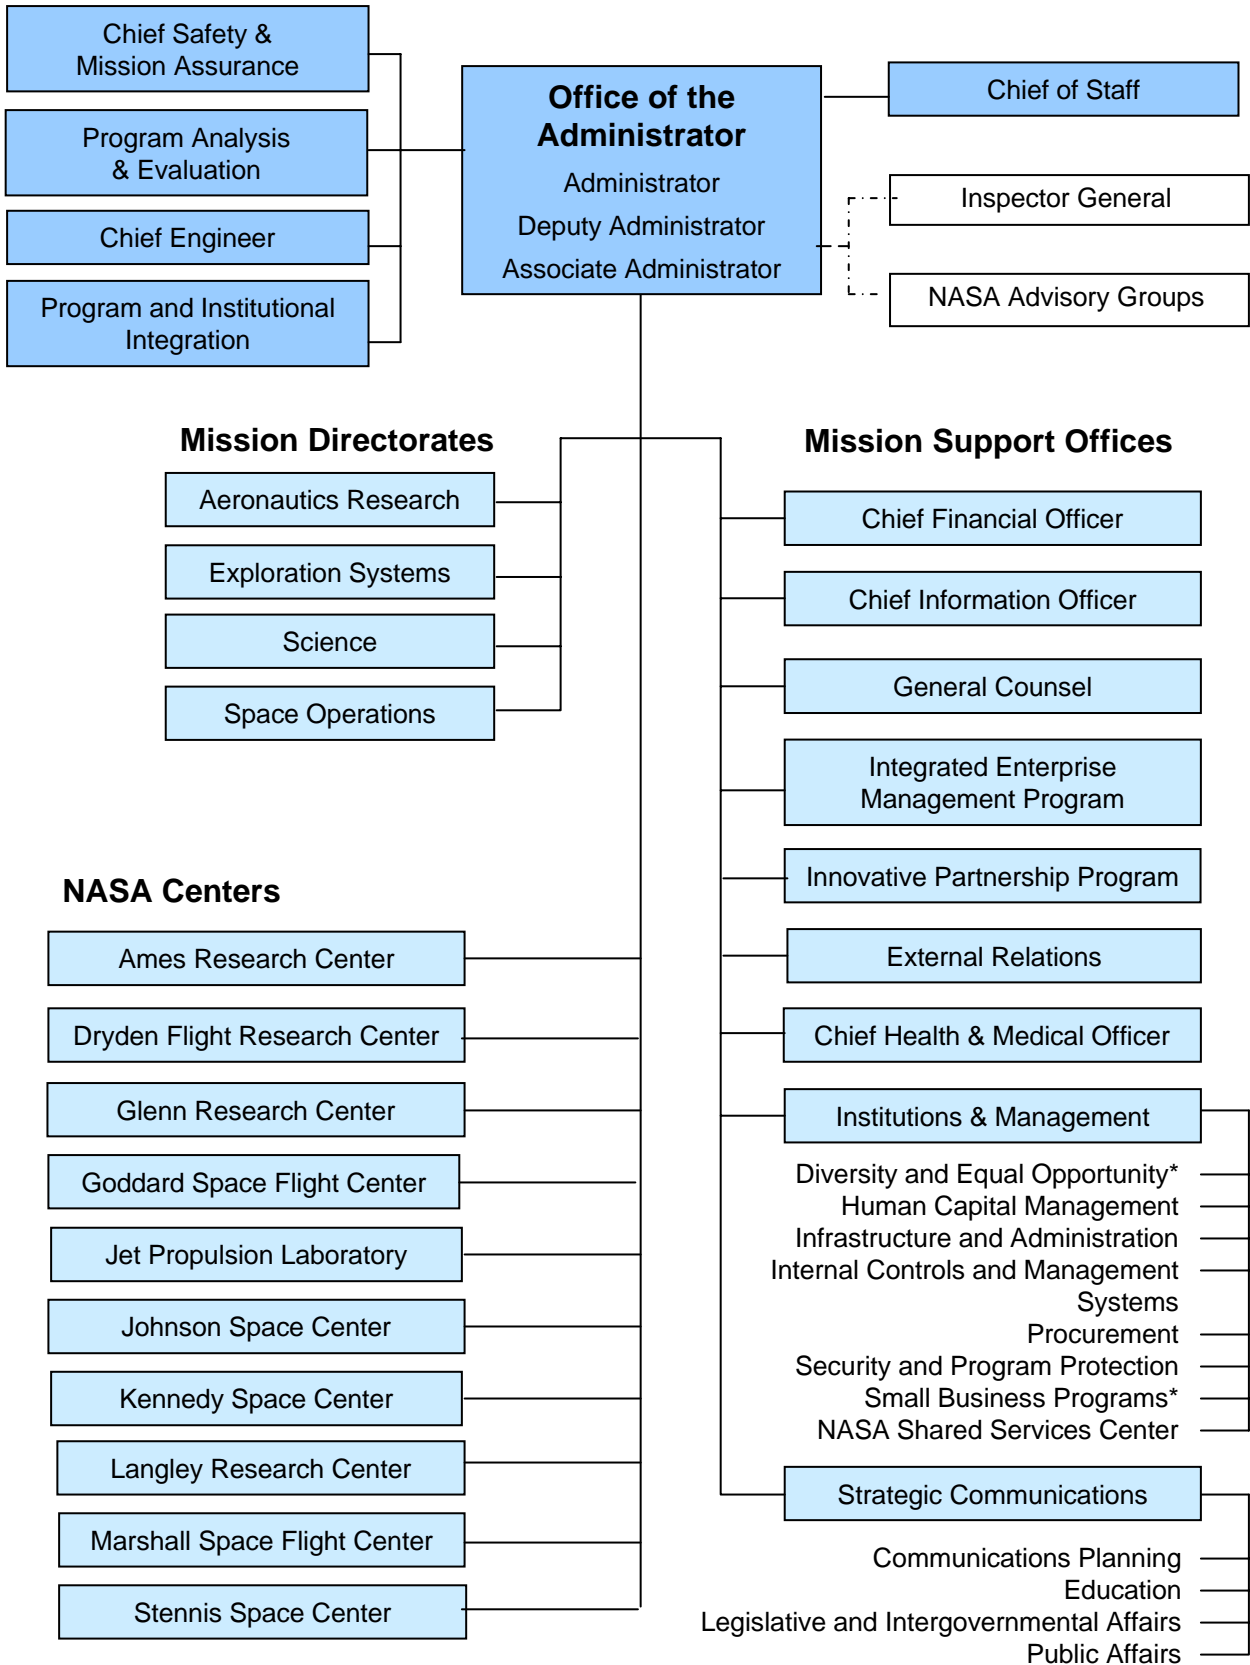 Chief Safety &
Mission Assurance
Program Analysis
& Evaluation
Chief Engineer
Program and Institutional
Integration
Office of the
Administrator
Administrator
Deputy Administrator
Associate Administrator
Chief of Staff
Inspector General
NASA Advisory Groups
Mission Directorates
Aeronautics Research
Exploration Systems
Science
Space Operations
NASA Centers
Ames Research Center
Dryden Flight Research Center
Glenn Research Center
Goddard Space Flight Center
Jet Propulsion Laboratory
Johnson Space Center
Kennedy Space Center
Langley Research Center
Marshall Space Flight Center
Stennis Space Center
Mission Support Offices
Chief Financial Officer
Chief Information Officer
General Counsel
Integrated Enterprise
Management Program
Innovative Partnership Program
External Relations
Chief Health & Medical Officer
Institutions & Management
Diversity and Equal Opportunity*
Human Capital Management
Infrastructure and Administration
Internal Controls and Management
Systems
Procurement
Security and Program Protection
Small Business Programs*
NASA Shared Services Center
Strategic Communications
Communications Planning
Education
Legislative and Intergovernmental Affairs
Public Affairs